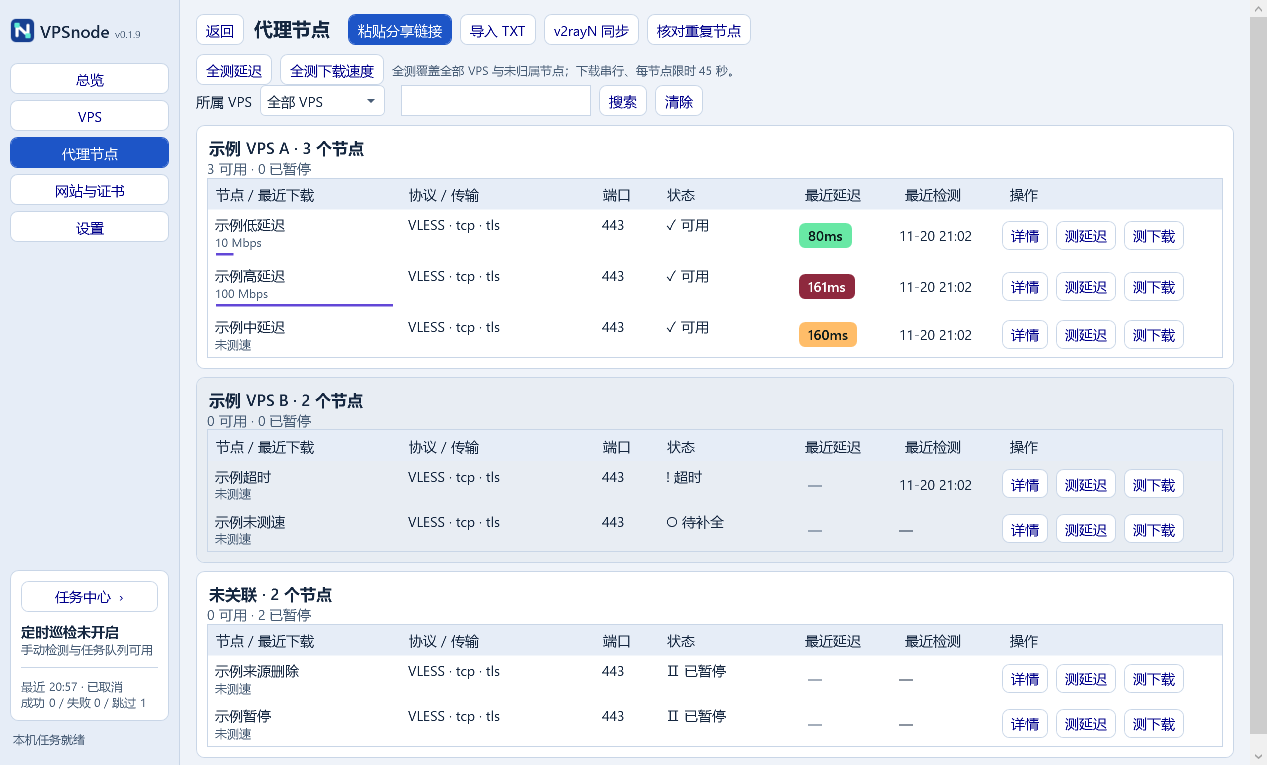 VPSnode v0.1.9
总览
VPS
代理节点
网站与证书
设置
任务中心 ›
定时巡检未开启
手动检测与任务队列可用
最近 20:57 · 已取消
成功 0 / 失败 0 / 跳过 1
本机任务就绪
返回 代理节点 粘贴分享链接 导入 TXT v2rayN 同步 核对重复节点
全测延迟 全测下载速度 全测覆盖全部 VPS 与未归属节点；下载串行、每节点限时 45 秒。
所属 VPS 全部 VPS 搜索 清除
示例 VPS A · 3 个节点
3 可用 · 0 已暂停
节点 / 最近下载 协议 / 传输 端口 状态 最近延迟 最近检测 操作
示例低延迟 VLESS · tcp · tls 443 ✓ 可用 80ms 11-20 21:02 详情 测延迟 测下载
10 Mbps
示例高延迟 VLESS · tcp · tls 443 ✓ 可用 161ms 11-20 21:02 详情 测延迟 测下载
100 Mbps
示例中延迟 VLESS · tcp · tls 443 ✓ 可用 160ms 11-20 21:02 详情 测延迟 测下载
未测速
示例 VPS B · 2 个节点
0 可用 · 0 已暂停
节点 / 最近下载 协议 / 传输 端口 状态 最近延迟 最近检测 操作
示例超时 VLESS · tcp · tls 443 ! 超时 — 11-20 21:02 详情 测延迟 测下载
未测速
示例未测速 VLESS · tcp · tls 443 ○ 待补全 — — 详情 测延迟 测下载
未测速
未关联 · 2 个节点
0 可用 · 2 已暂停
节点 / 最近下载 协议 / 传输 端口 状态 最近延迟 最近检测 操作
示例来源删除 VLESS · tcp · tls 443 Ⅱ 已暂停 — — 详情 测延迟 测下载
未测速
示例暂停 VLESS · tcp · tls 443 Ⅱ 已暂停 — — 详情 测延迟 测下载
未测速